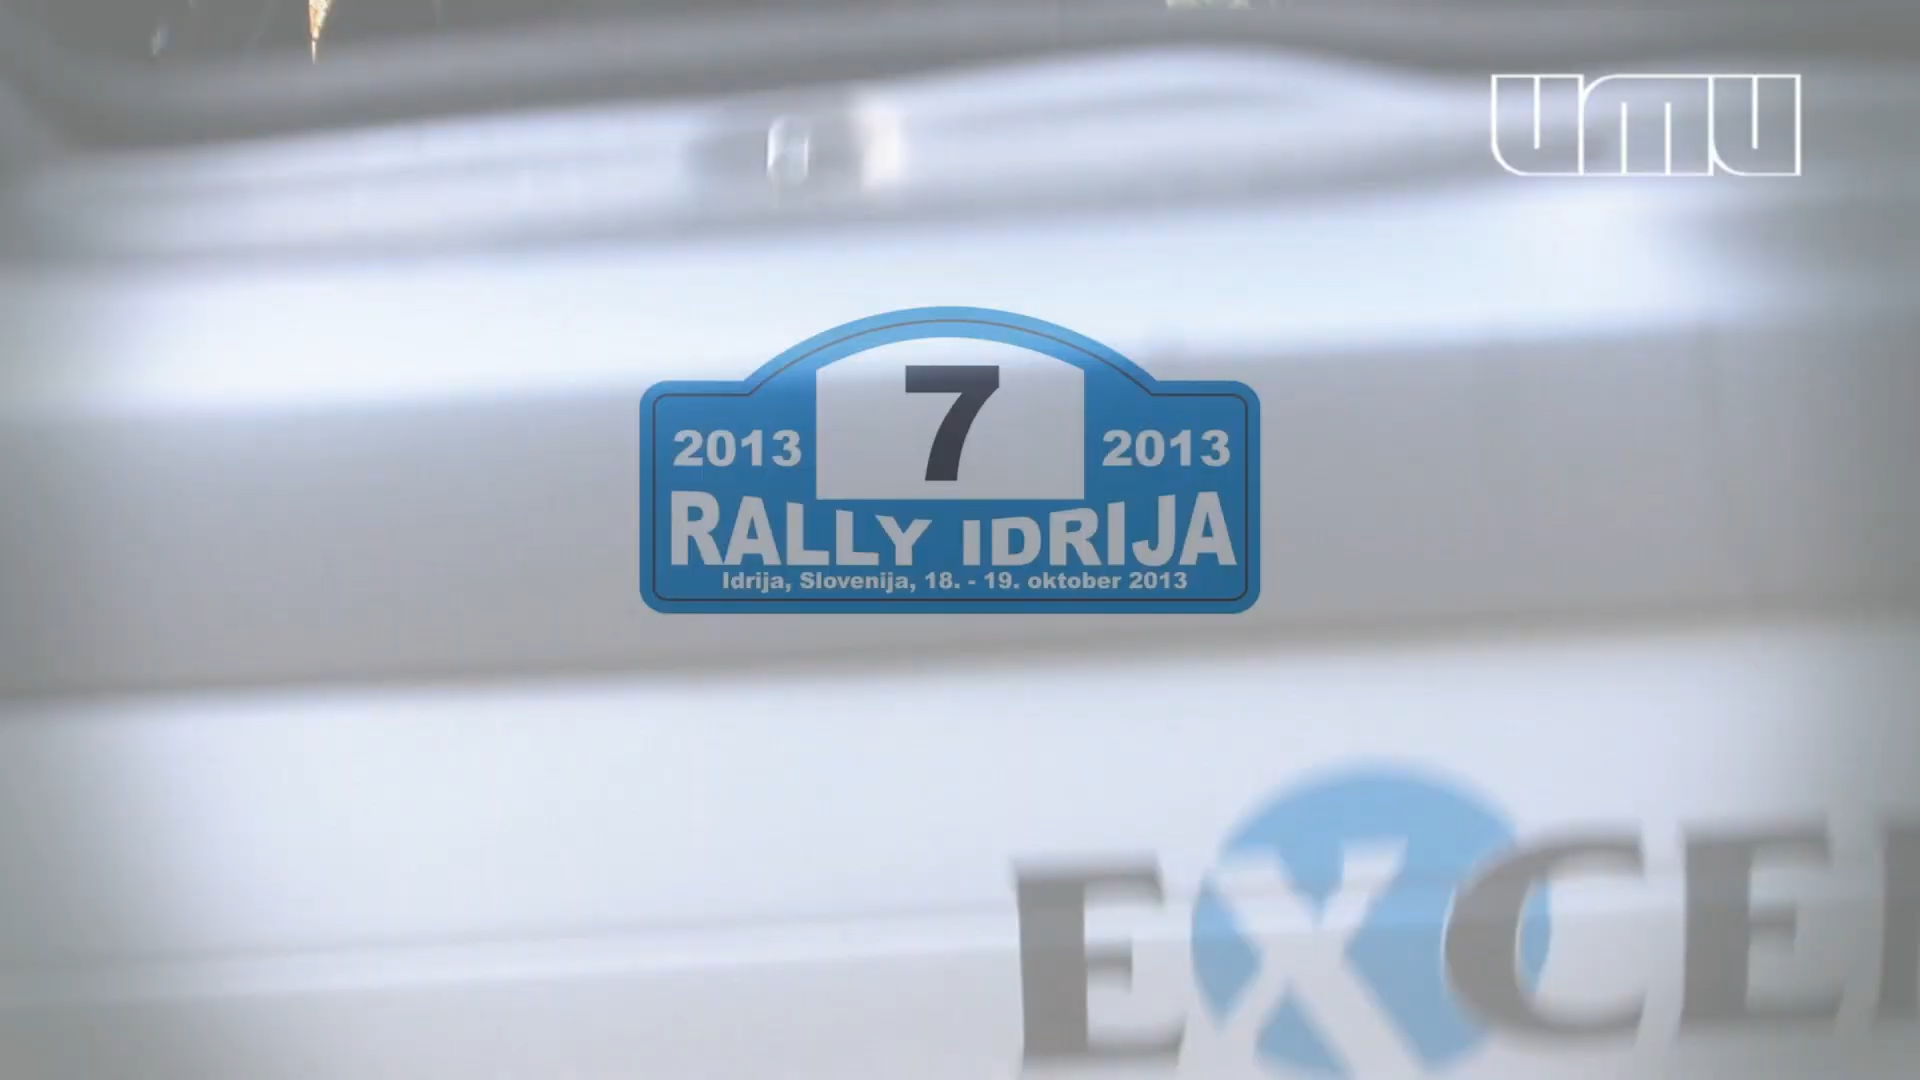 UMU
7
2013 2013
RALLY IDRIJA
Idrija, Slovenija, 18. - 19. oktober 2013
EXCE